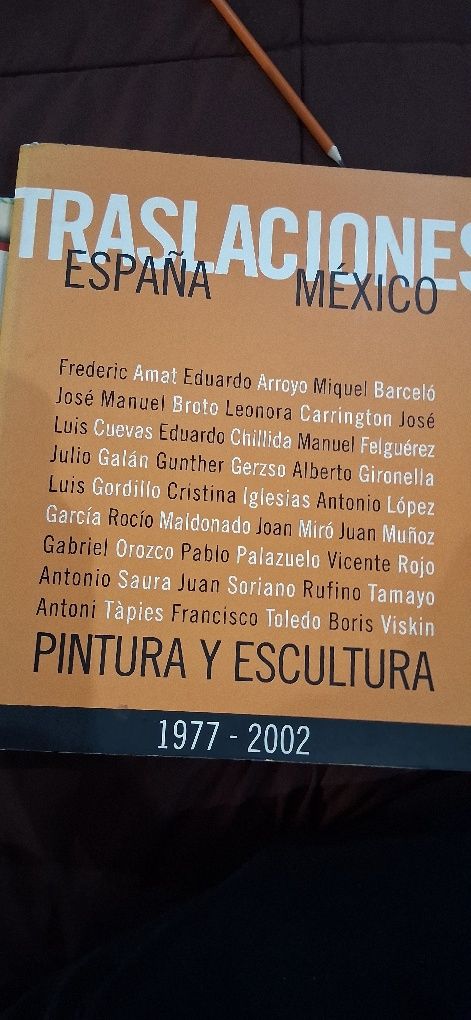 TRASLACIONES
ESPAÑA MÉXICO
Frederic Amat Eduardo Arroyo Miquel Barceló
José Manuel Broto Leonora Carrington José
Luis Cuevas Eduardo Chillida Manuel Felguérez
Julio Galán Gunther Gerzso Alberto Gironella
Luis Gordillo Cristina Iglesias Antonio López
García Rocío Maldonado Joan Miró Juan Muñoz
Gabriel Orozco Pablo Palazuelo Vicente Rojo
Antonio Saura Juan Soriano Rufino Tamayo
Antoni Tàpies Francisco Toledo Boris Viskin
PINTURA Y ESCULTURA
1977 - 2002